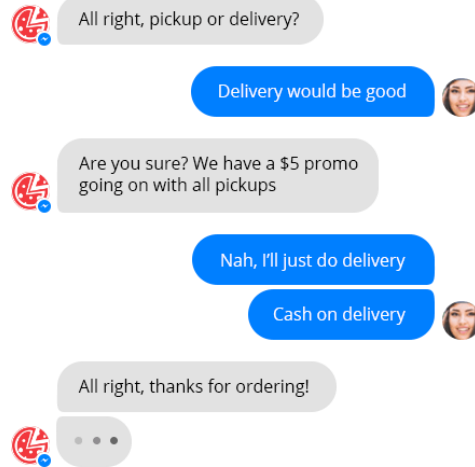 All right, pickup or delivery?
Delivery would be good
Are you sure? We have a $5 promo
going on with all pickups
Nah, I'll just do delivery
Cash on delivery
All right, thanks for ordering!